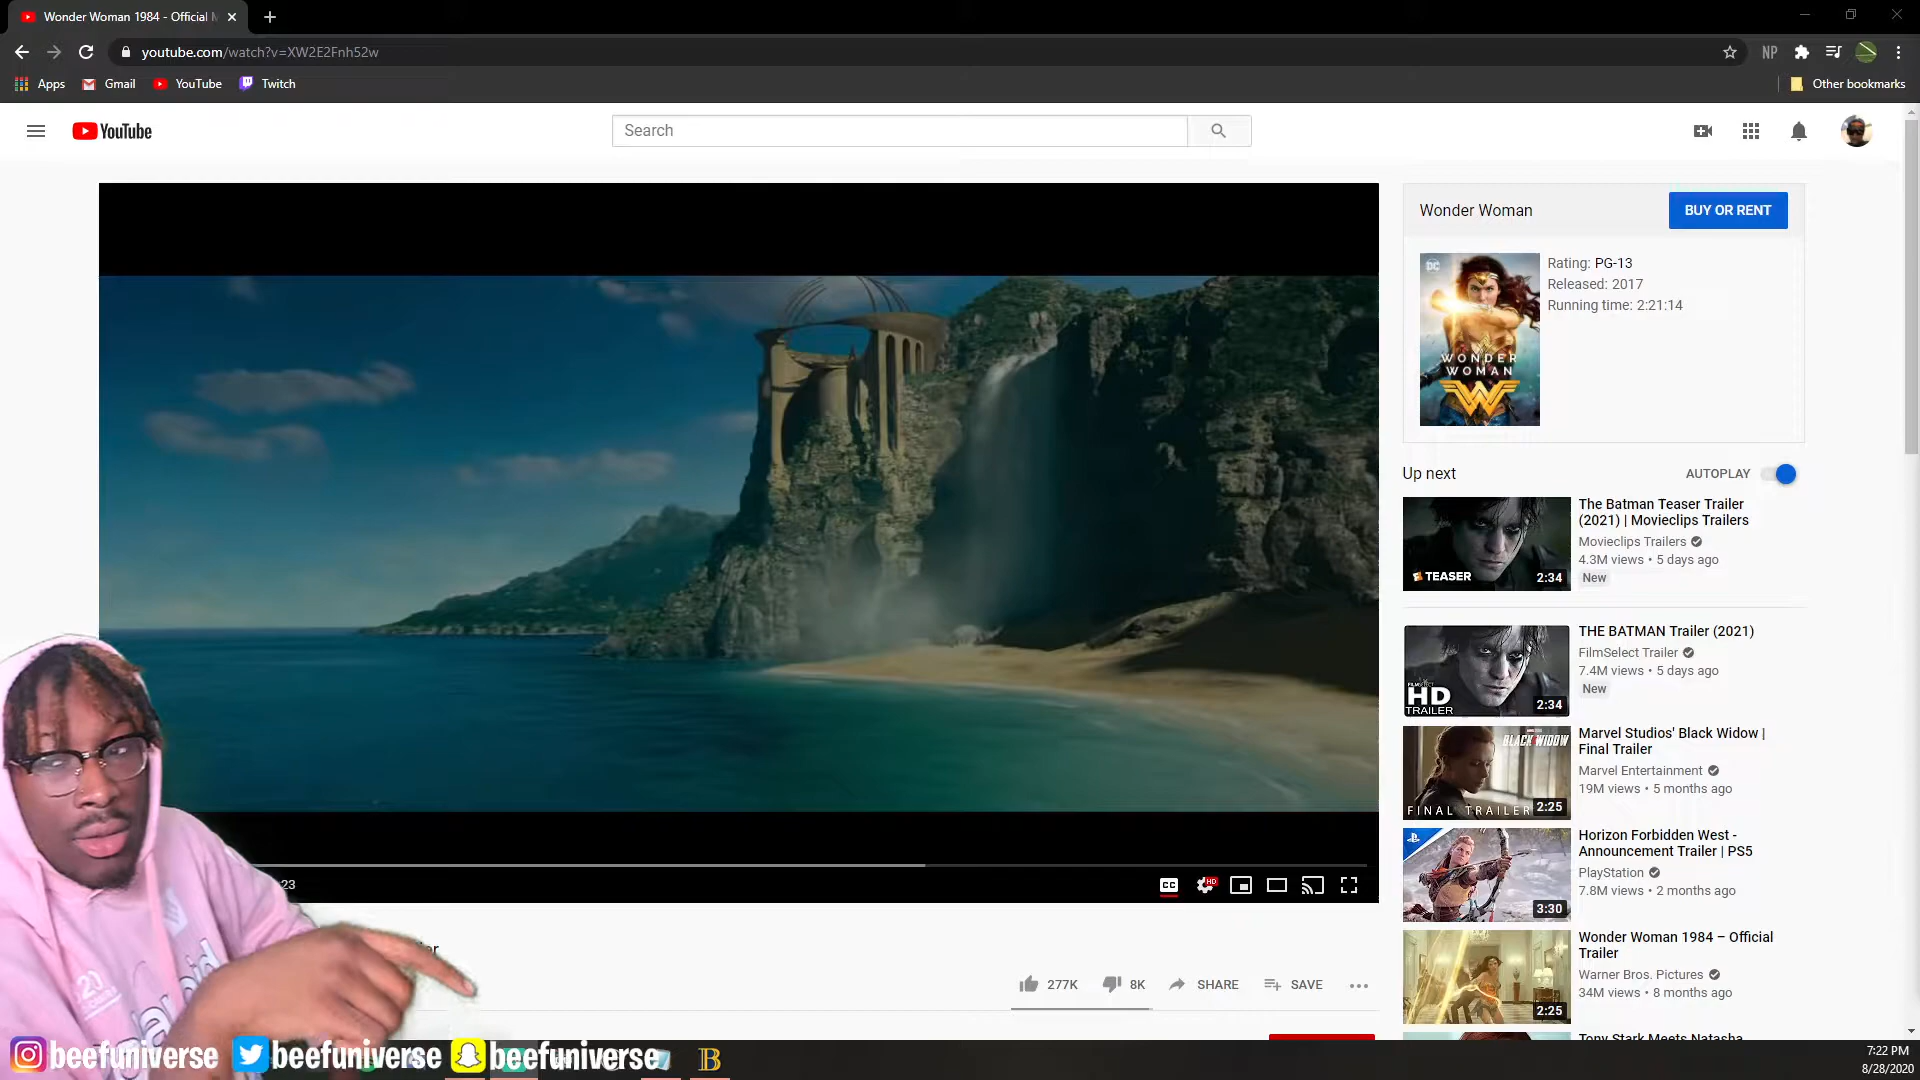 Wonder Woman 1984 - Official M
youtube.com/watch?v=XW2E2Fnh52w
NP
Apps
Gmail
YouTube
Twitch
Other bookmarks
YouTube
Search
Wonder Woman
BUY OR RENT
DC
WONDER
WOMAN
Rating: PG-13
Released: 2017
Running time: 2:21:14
Up next
AUTOPLAY
The Batman Teaser Trailer
(2021) | Movieclips Trailers
Movieclips Trailers
4.3M views • 5 days ago
New
TEASER
2:34
THE BATMAN Trailer (2021)
FilmSelect Trailer
7.4M views • 5 days ago
New
HD
TRAILER
2:34
Marvel Studios' Black Widow |
Final Trailer
Marvel Entertainment
19M views • 5 months ago
BLACK WIDOW
FINAL TRAILER
2:25
Horizon Forbidden West -
Announcement Trailer | PS5
PlayStation
7.8M views • 2 months ago
3:30
Wonder Woman 1984 – Official
Trailer
Warner Bros. Pictures
34M views • 8 months ago
2:25
Tony Stark Meets Natasha
:23
CC
HD
277K
8K
SHARE
SAVE
beefuniverse
beefuniverse
beefuniverse
B
7:22 PM
8/28/2020